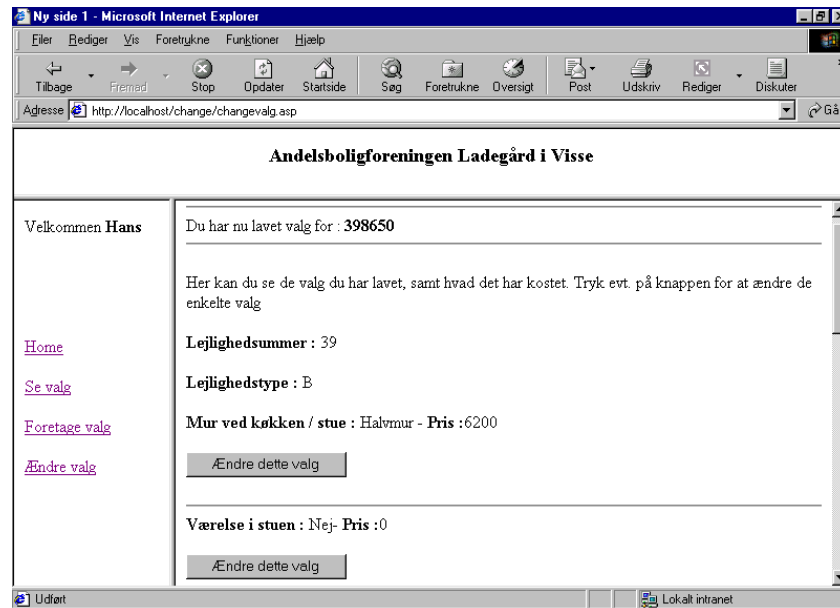 Ny side 1 - Microsoft Internet Explorer
Filer Rediger Vis Foretrukne Funktioner Hjælp
Tilbage Fremad Stop Opdater Startside Søg Foretrukne Oversigt Post Udskriv Rediger Diskuter
Adresse http://localhost/change/changevalg.asp Gå
Andelsboligforeningen Ladegård i Visse
Velkommen Hans
Home
Se valg
Foretage valg
Ændre valg
Du har nu lavet valg for : 398650
Her kan du se de valg du har lavet, samt hvad det har kostet. Tryk evt. på knappen for at ændre de
enkelte valg
Lejlighedsummer : 39
Lejlighedstype : B
Mur ved køkken / stue : Halvmur - Pris :6200
Ændre dette valg
Værelse i stuen : Nej- Pris :0
Ændre dette valg
Udført Lokalt intranet